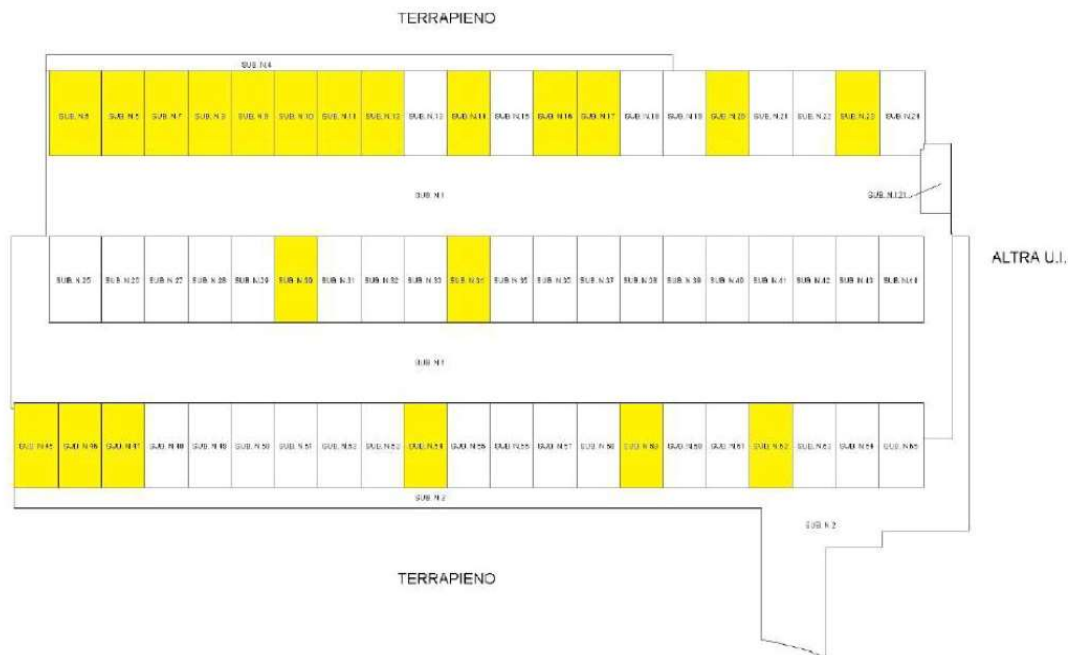 TERRAPIENO
SUB. N.4
SUB. N.5 SUB. N.6 SUB. N.7 SUB. N.8 SUB. N.9 SUB. N.10 SUB. N.11 SUB. N.12 SUB. N.13 SUB. N.14 SUB. N.15 SUB. N.16 SUB. N.17 SUB. N.18 SUB. N.19 SUB. N.20 SUB. N.21 SUB. N.22 SUB. N.23 SUB. N.24
SUB. N.1
SUB. N.121
ALTRA U.I.
SUB. N.25 SUB. N.26 SUB. N.27 SUB. N.28 SUB. N.29 SUB. N.30 SUB. N.31 SUB. N.32 SUB. N.33 SUB. N.34 SUB. N.35 SUB. N.36 SUB. N.37 SUB. N.38 SUB. N.39 SUB. N.40 SUB. N.41 SUB. N.42 SUB. N.43 SUB. N.44
SUB. N.1
SUB. N.45 SUB. N.46 SUB. N.47 SUB. N.48 SUB. N.49 SUB. N.50 SUB. N.51 SUB. N.52 SUB. N.53 SUB. N.54 SUB. N.55 SUB. N.56 SUB. N.57 SUB. N.58 SUB. N.59 SUB. N.60 SUB. N.61 SUB. N.62 SUB. N.63 SUB. N.64 SUB. N.65
SUB. N.2
SUB. N.2
TERRAPIENO